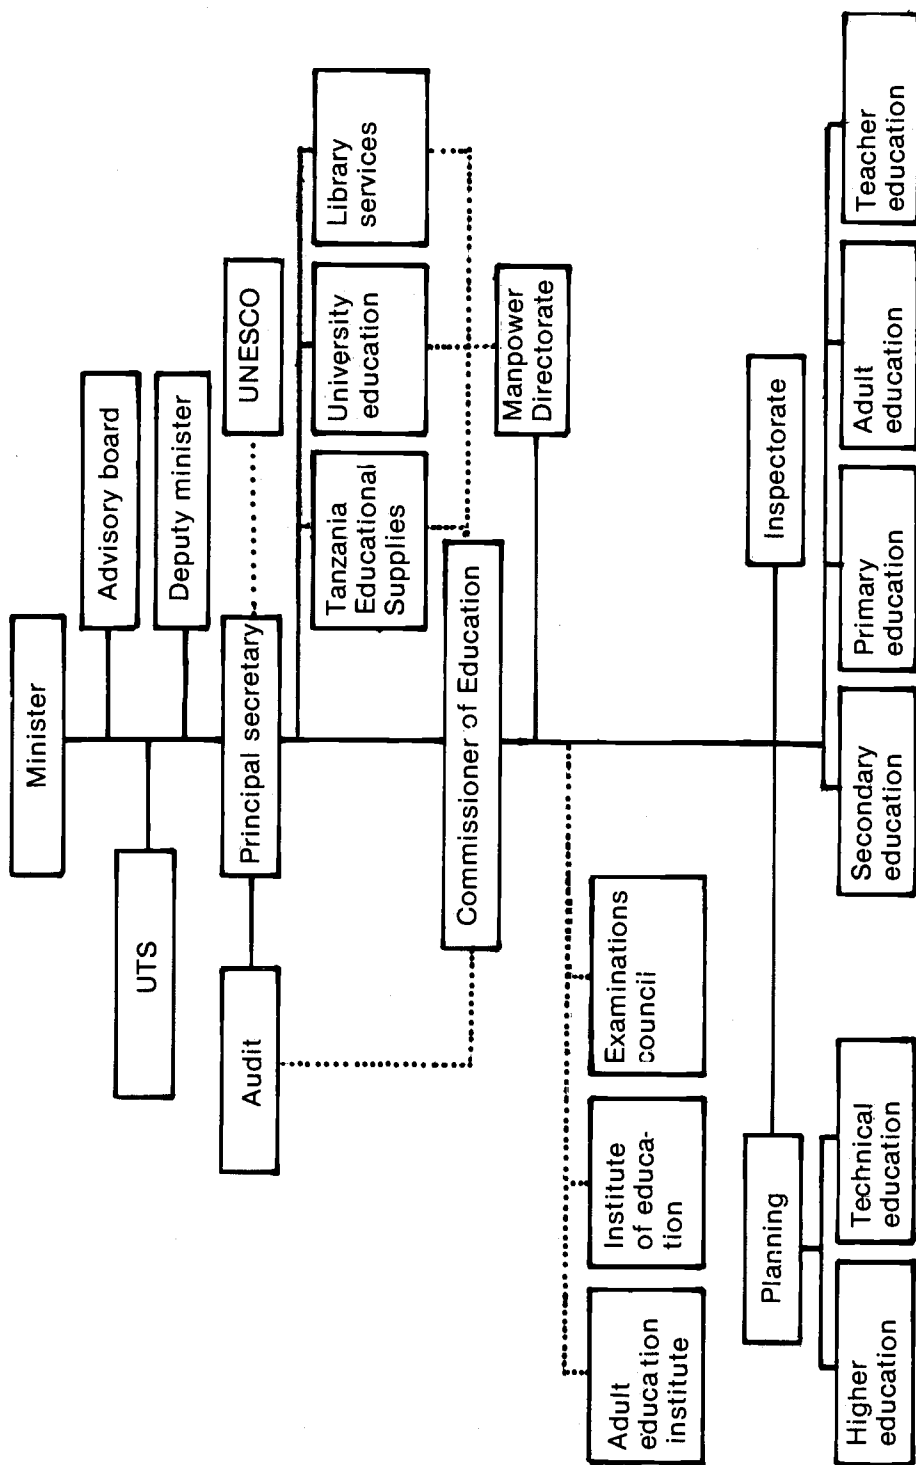 Minister
Advisory board
UTS
Deputy minister
Audit
Principal secretary
UNESCO
Tanzania
Educational
Supplies
University
education
Library
services
Commissioner of Education
Manpower
Directorate
Adult
education
institute
Institute
of educa-
tion
Examinations
council
Planning
Inspectorate
Higher
education
Technical
education
Secondary
education
Primary
education
Adult
education
Teacher
education